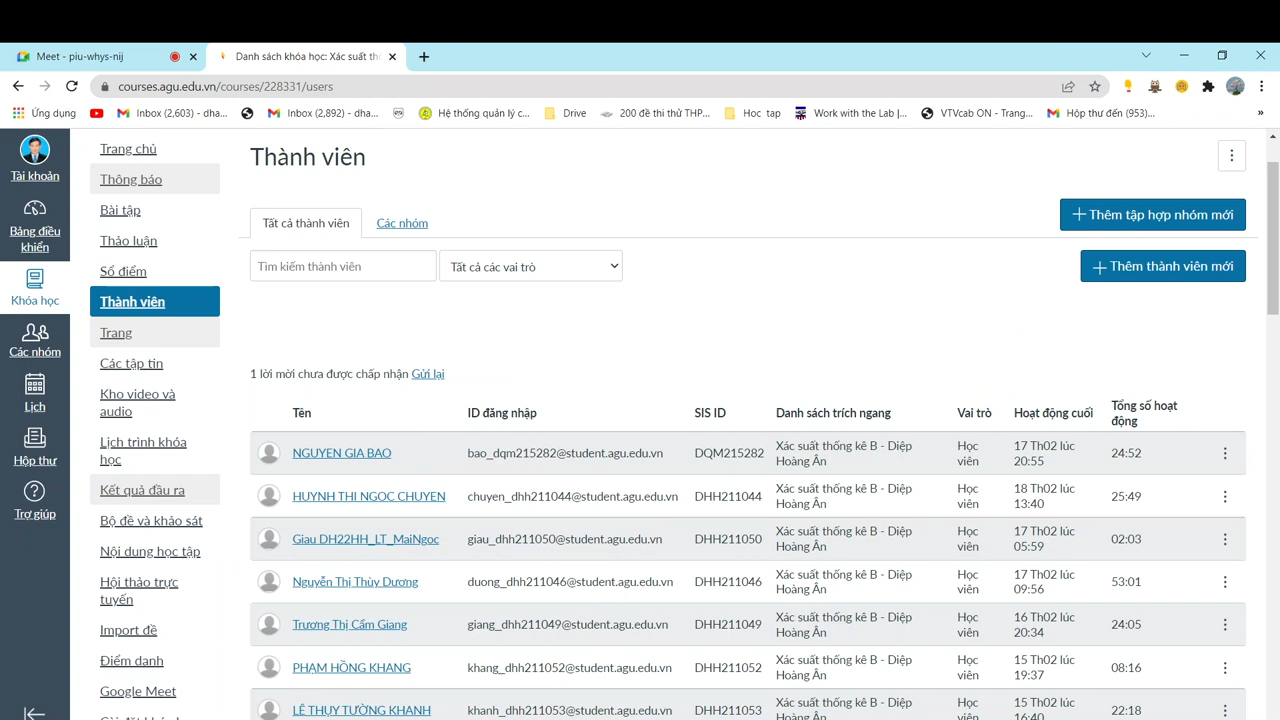 Meet - piu-whys-nij
Danh sách khóa học: Xác suất th
courses.agu.edu.vn/courses/228331/users
Ứng dụng
Inbox (2,603) - dha...
Inbox (2,892) - dha...
Hệ thống quản lý c...
Drive
200 đề thi thử THP...
Hoc tap
Work with the Lab |...
VTVcab ON - Trang...
Hộp thư đến (953)...
»
Tài khoản
Bảng điều
khiển
Khóa học
Các nhóm
Lịch
Hộp thư
Trợ giúp
Trang chủ
Thông báo
Bài tập
Thảo luận
Sổ điểm
Thành viên
Trang
Các tập tin
Kho video và
audio
Lịch trình khóa
học
Kết quả đầu ra
Bộ đề và khảo sát
Nội dung học tập
Hội thảo trực
tuyến
Import đề
Điểm danh
Google Meet
Thành viên
Tất cả thành viên
Các nhóm
Thêm tập hợp nhóm mới
Tìm kiếm thành viên
Tất cả các vai trò
Thêm thành viên mới
1 lời mời chưa được chấp nhận Gửi lại
Tên ID đăng nhập SIS ID Danh sách trích ngang Vai trò Hoạt động cuối Tổng số hoạt
động
NGUYEN GIA BAO bao_dqm215282@student.agu.edu.vn DQM215282 Xác suất thống kê B - Diệp Học 17 Th02 lúc 24:52
Hoàng Ân viên 20:55
HUYNH THI NGOC CHUYEN chuyen_dhh211044@student.agu.edu.vn DHH211044 Xác suất thống kê B - Diệp Học 18 Th02 lúc 25:49
Hoàng Ân viên 13:40
Giau DH22HH_LT_MaiNgoc giau_dhh211050@student.agu.edu.vn DHH211050 Xác suất thống kê B - Diệp Học 17 Th02 lúc 02:03
Hoàng Ân viên 05:59
Nguyễn Thị Thùy Dương duong_dhh211046@student.agu.edu.vn DHH211046 Xác suất thống kê B - Diệp Học 17 Th02 lúc 53:01
Hoàng Ân viên 09:56
Trương Thị Cẩm Giang giang_dhh211049@student.agu.edu.vn DHH211049 Xác suất thống kê B - Diệp Học 16 Th02 lúc 24:05
Hoàng Ân viên 20:34
PHẠM HỒNG KHANG khang_dhh211052@student.agu.edu.vn DHH211052 Xác suất thống kê B - Diệp Học 15 Th02 lúc 08:16
Hoàng Ân viên 19:37
LÊ THỤY TƯỜNG KHANH khanh_dhh211053@student.agu.edu.vn DHH211053 Xác suất thống kê B - Diệp Học 15 Th02 lúc 22:18
Hoàng Ân viên 16:40